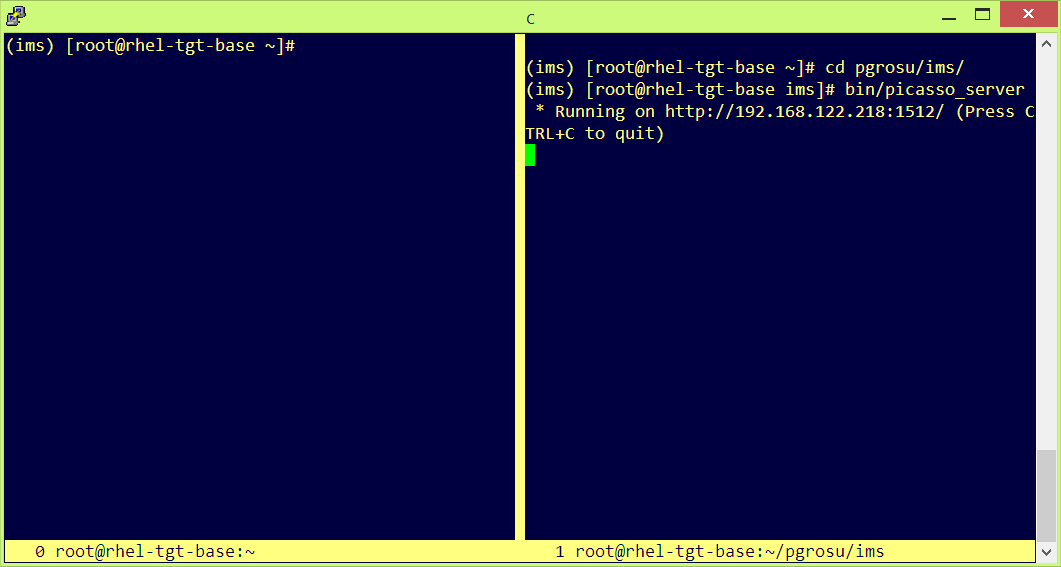 C
(ims) [root@rhel-tgt-base ~]#
(ims) [root@rhel-tgt-base ~]# cd pgrosu/ims/
(ims) [root@rhel-tgt-base ims]# bin/picasso_server
 * Running on http://192.168.122.218:1512/ (Press C
TRL+C to quit)
0 root@rhel-tgt-base:~
1 root@rhel-tgt-base:~/pgrosu/ims